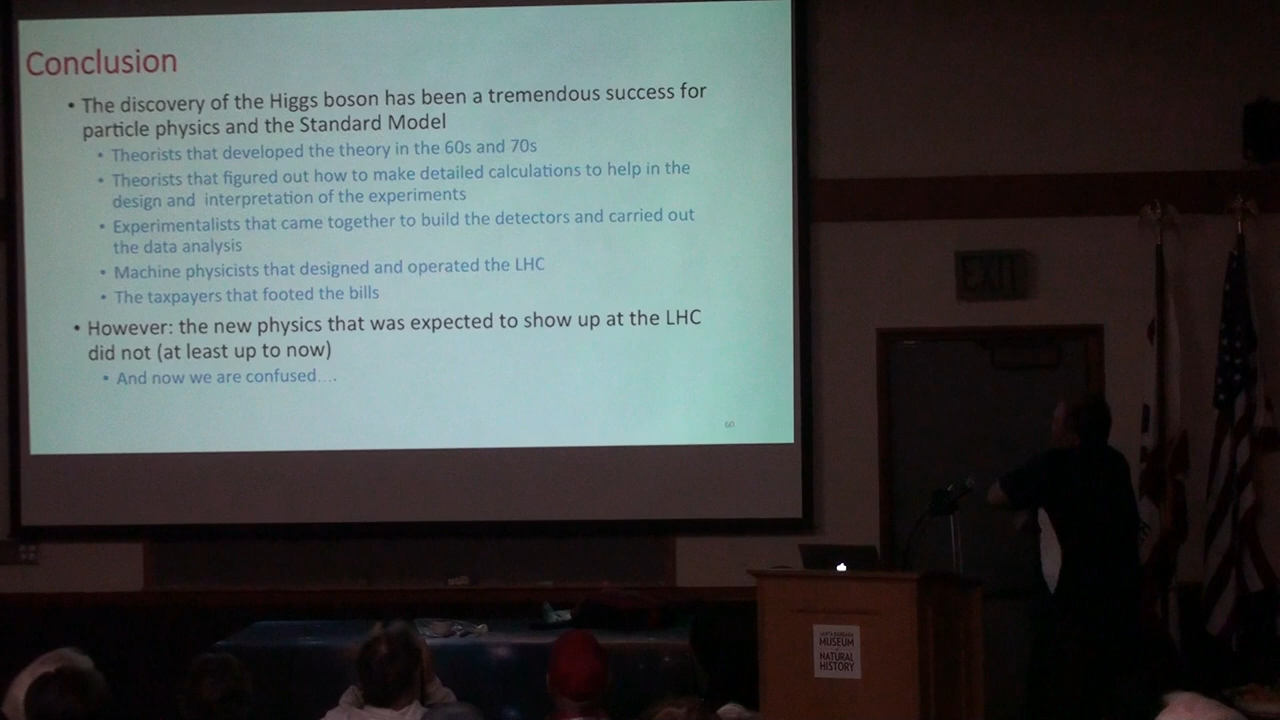 Conclusion
• The discovery of the Higgs boson has been a tremendous success for
particle physics and the Standard Model
• Theorists that developed the theory in the 60s and 70s
• Theorists that figured out how to make detailed calculations to help in the
design and interpretation of the experiments
• Experimentalists that came together to build the detectors and carried out
the data analysis
• Machine physicists that designed and operated the LHC
• The taxpayers that footed the bills
• However: the new physics that was expected to show up at the LHC
did not (at least up to now)
• And now we are confused....
60
EXIT
SANTA BARBARA
MUSEUM
NATURAL
HISTORY